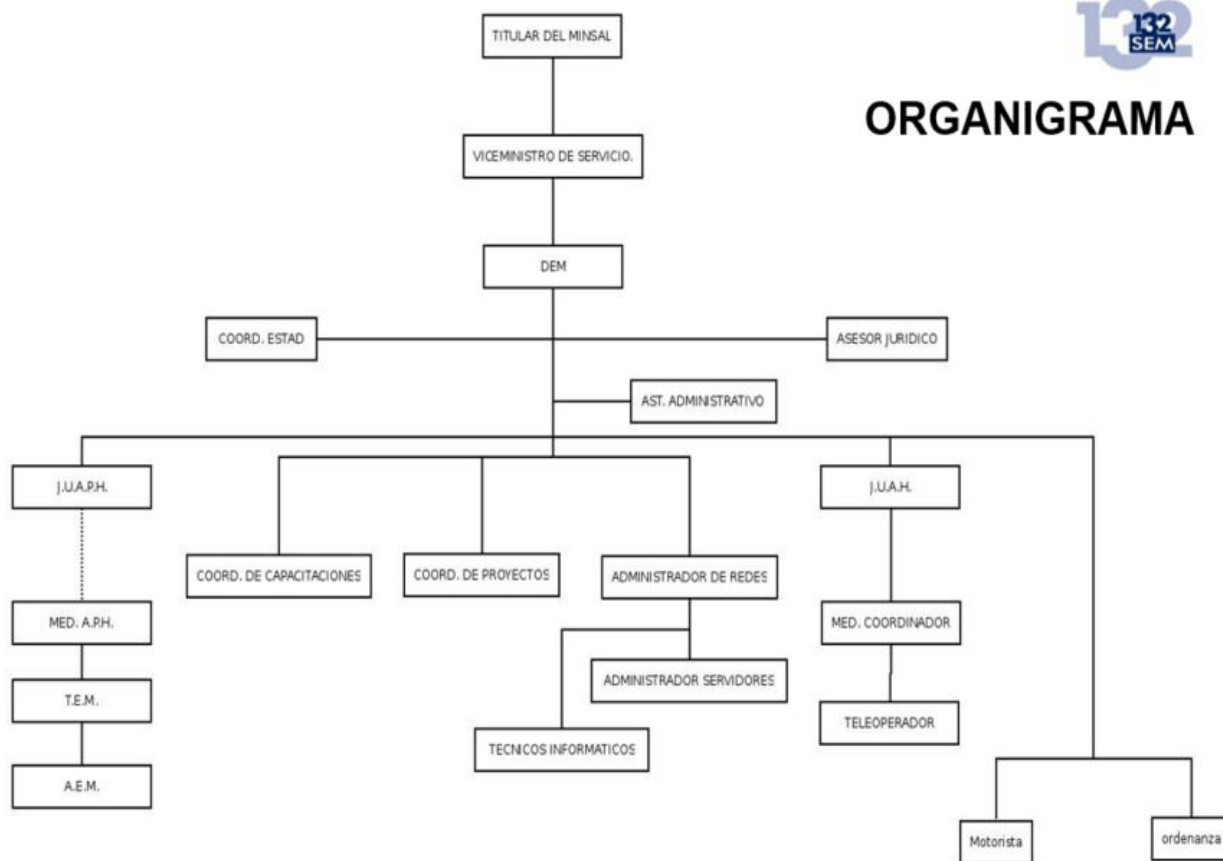 132
132
SEM
ORGANIGRAMA
TITULAR DEL MINSAL
VICEMINISTRO DE SERVICIO.
DEM
COORD. ESTAD
ASESOR JURIDICO
AST. ADMINISTRATIVO
J.U.A.P.H.
J.U.A.H.
COORD. DE CAPACITACIONES
COORD. DE PROYECTOS
ADMINISTRADOR DE REDES
MED. A.P.H.
MED. COORDINADOR
T.E.M.
ADMINISTRADOR SERVIDORES
TELEOPERADOR
TECNICOS INFORMATICOS
A.E.M.
Motorista
ordenanza